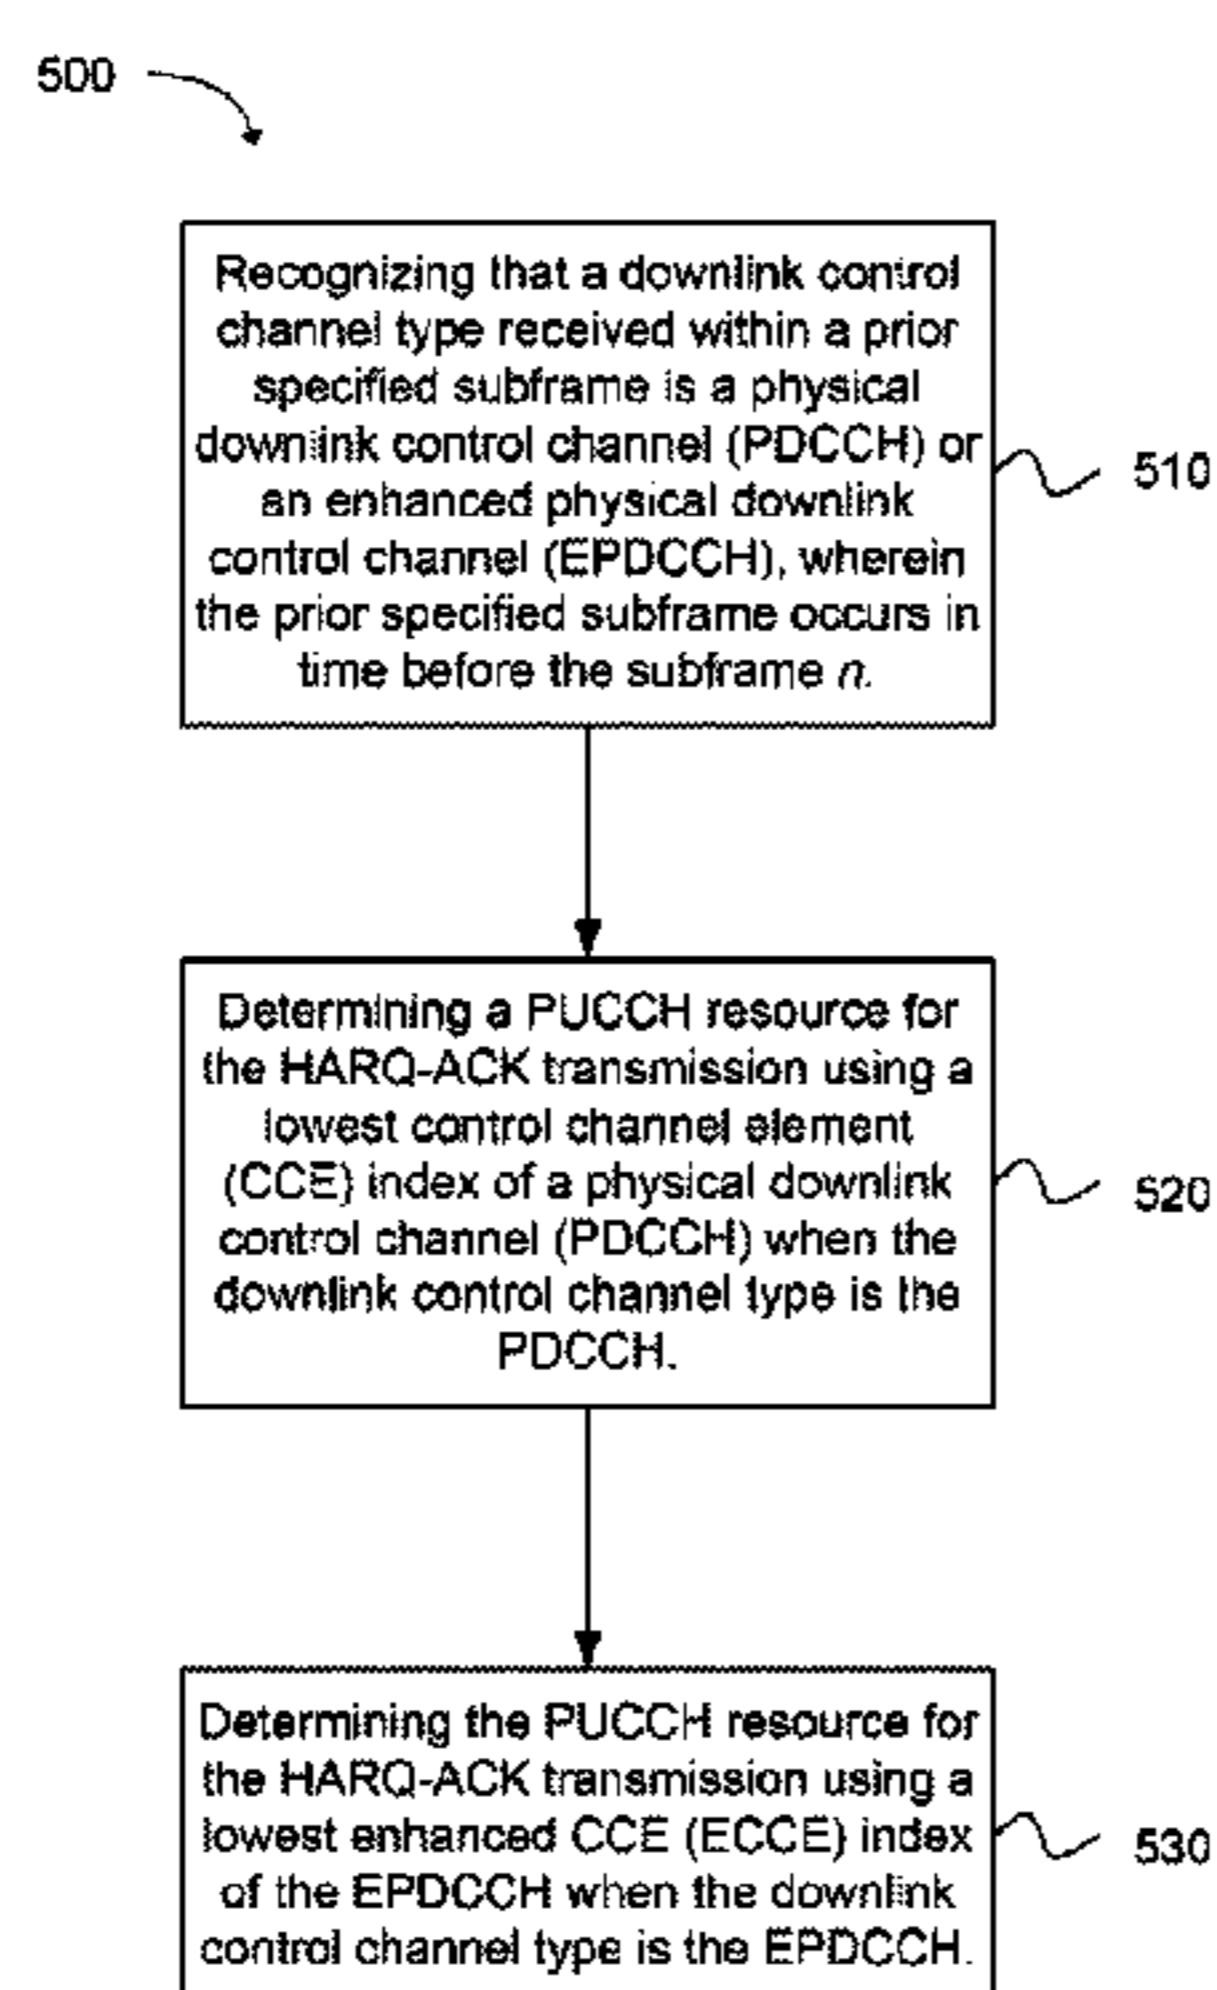 500
Recognizing that a downlink control
channel type received within a prior
specified subframe is a physical
downlink control channel (PDCCH) or
an enhanced physical downlink
control channel (EPDCCH), wherein
the prior specified subframe occurs in
time before the subframe n.
510
Determining a PUCCH resource for
the HARQ-ACK transmission using a
lowest control channel element
(CCE) index of a physical downlink
control channel (PDCCH) when the
downlink control channel type is the
PDCCH.
520
Determining the PUCCH resource for
the HARQ-ACK transmission using a
lowest enhanced CCE (ECCE) index
of the EPDCCH when the downlink
control channel type is the EPDCCH.
530